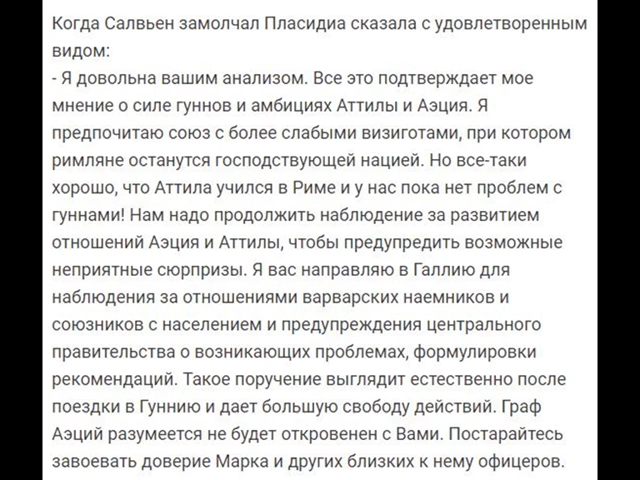 Когда Салвьен замолчал Пласидиа сказала с удовлетворенным
видом:
- Я довольна вашим анализом. Все это подтверждает мое
мнение о силе гуннов и амбициях Аттилы и Аэция. Я
предпочитаю союз с более слабыми визиготами, при котором
римляне останутся господствующей нацией. Но все-таки
хорошо, что Аттила учился в Риме и у нас пока нет проблем с
гуннами! Нам надо продолжить наблюдение за развитием
отношений Аэция и Аттилы, чтобы предупредить возможные
неприятные сюрпризы. Я вас направляю в Галлию для
наблюдения за отношениями варварских наемников и
союзников с населением и предупреждения центрального
правительства о возникающих проблемах, формулировки
рекомендаций. Такое поручение выглядит естественно после
поездки в Гуннию и дает большую свободу действий. Граф
Аэций разумеется не будет откровенен с Вами. Постарайтесь
завоевать доверие Марка и других близких к нему офицеров.